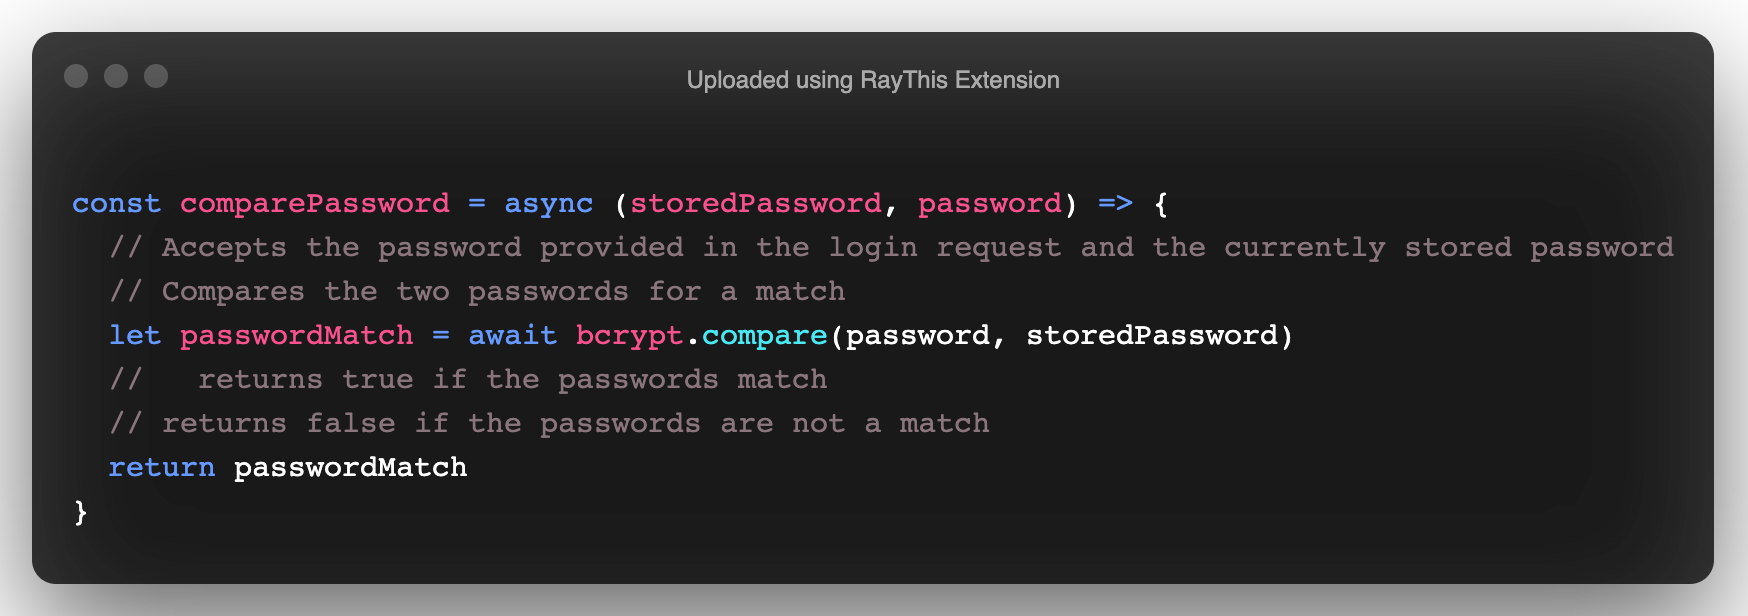 Uploaded using RayThis Extension
const comparePassword = async (storedPassword, password) => {
  // Accepts the password provided in the login request and the currently stored password
  // Compares the two passwords for a match
  let passwordMatch = await bcrypt.compare(password, storedPassword)
  //   returns true if the passwords match
  // returns false if the passwords are not a match
  return passwordMatch
}